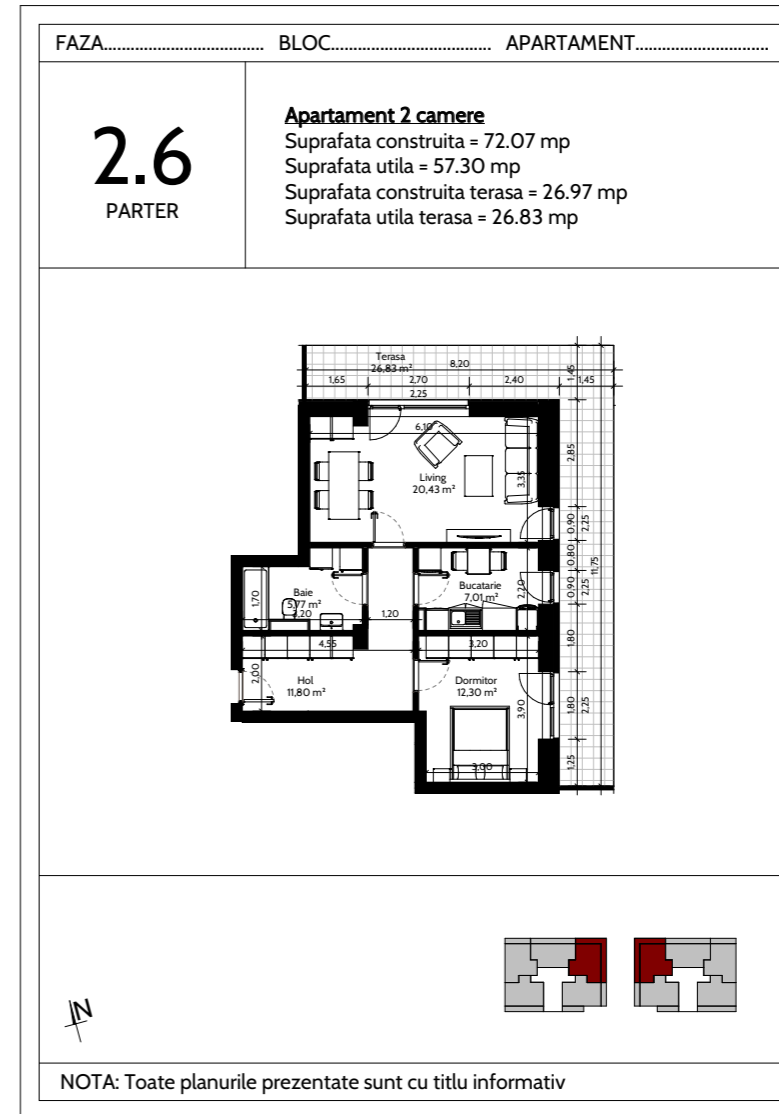 FAZA.................................. BLOC.................................. APARTAMENT............................
2.6
PARTER
Apartament 2 camere
Suprafata construita = 72.07 mp
Suprafata utila = 57.30 mp
Suprafata construita terasa = 26.97 mp
Suprafata utila terasa = 26.83 mp
Terasa
26,83 m²
8,20
1,65 2,70 2,40 1,45 1,45
2,25
6,10
2,85
Living
20,43 m²
3,35
0,90 2,25
0,80
11,75
Baie
5,77 m²
3,20
1,70
1,20
Bucatarie
7,01 m²
2,20
0,90 2,25
4,55
3,20
1,80
Hol
11,80 m²
2,00
Dormitor
12,30 m²
3,90
1,80 2,25
3,00
1,25
N
NOTA: Toate planurile prezentate sunt cu titlu informativ